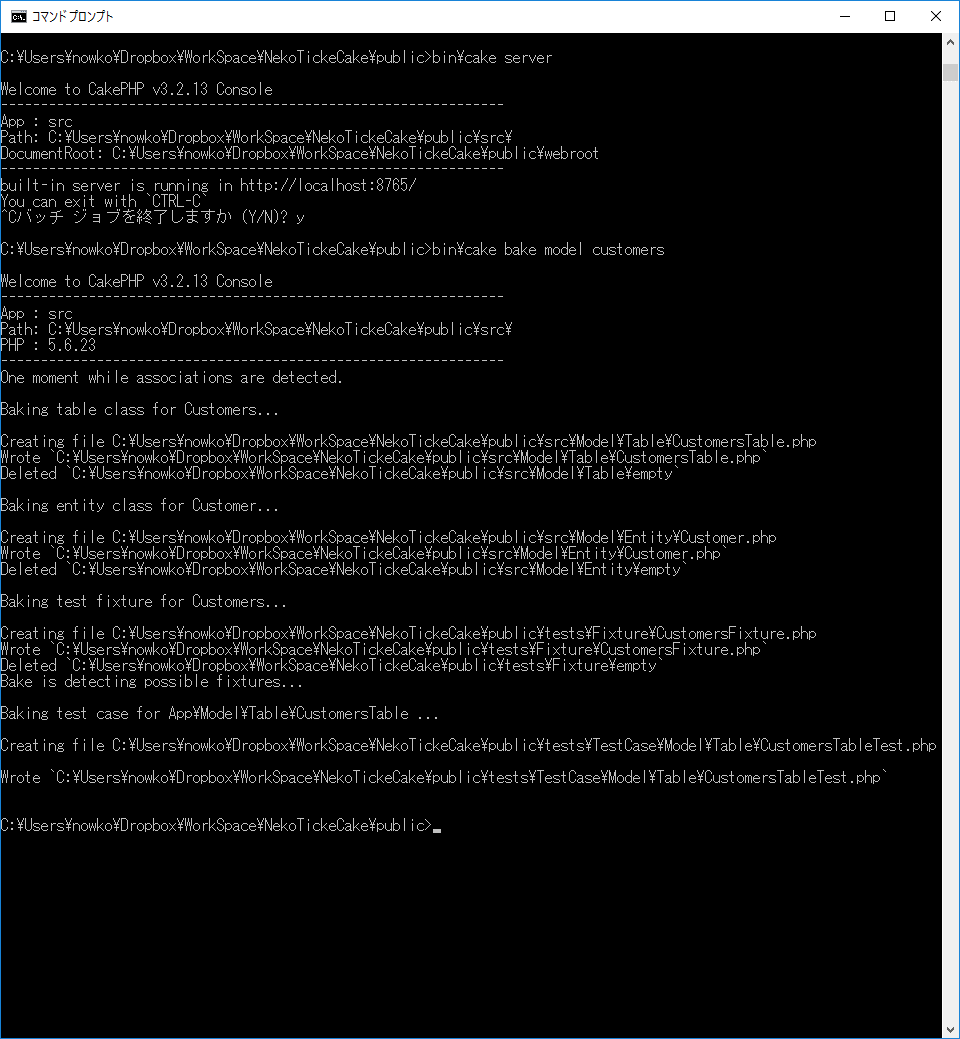 コマンド プロンプト
C:¥Users¥nowko¥Dropbox¥WorkSpace¥NekoTickeCake¥public>bin¥cake server
Welcome to CakePHP v3.2.13 Console
---------------------------------------------------------------
App : src
Path: C:¥Users¥nowko¥Dropbox¥WorkSpace¥NekoTickeCake¥public¥src¥
DocumentRoot: C:¥Users¥nowko¥Dropbox¥WorkSpace¥NekoTickeCake¥public¥webroot
---------------------------------------------------------------
built-in server is running in http://localhost:8765/
You can exit with `CTRL-C`
^Cバッチ ジョブを終了しますか (Y/N)? y
C:¥Users¥nowko¥Dropbox¥WorkSpace¥NekoTickeCake¥public>bin¥cake bake model customers
Welcome to CakePHP v3.2.13 Console
---------------------------------------------------------------
App : src
Path: C:¥Users¥nowko¥Dropbox¥WorkSpace¥NekoTickeCake¥public¥src¥
PHP : 5.6.23
---------------------------------------------------------------
One moment while associations are detected.
Baking table class for Customers...
Creating file C:¥Users¥nowko¥Dropbox¥WorkSpace¥NekoTickeCake¥public¥src¥Model¥Table¥CustomersTable.php
Wrote `C:¥Users¥nowko¥Dropbox¥WorkSpace¥NekoTickeCake¥public¥src¥Model¥Table¥CustomersTable.php`
Deleted `C:¥Users¥nowko¥Dropbox¥WorkSpace¥NekoTickeCake¥public¥src¥Model¥Table¥empty`
Baking entity class for Customer...
Creating file C:¥Users¥nowko¥Dropbox¥WorkSpace¥NekoTickeCake¥public¥src¥Model¥Entity¥Customer.php
Wrote `C:¥Users¥nowko¥Dropbox¥WorkSpace¥NekoTickeCake¥public¥src¥Model¥Entity¥Customer.php`
Deleted `C:¥Users¥nowko¥Dropbox¥WorkSpace¥NekoTickeCake¥public¥src¥Model¥Entity¥empty`
Baking test fixture for Customers...
Creating file C:¥Users¥nowko¥Dropbox¥WorkSpace¥NekoTickeCake¥public¥tests¥Fixture¥CustomersFixture.php
Wrote `C:¥Users¥nowko¥Dropbox¥WorkSpace¥NekoTickeCake¥public¥tests¥Fixture¥CustomersFixture.php`
Deleted `C:¥Users¥nowko¥Dropbox¥WorkSpace¥NekoTickeCake¥public¥tests¥Fixture¥empty`
Bake is detecting possible fixtures...
Baking test case for App¥Model¥Table¥CustomersTable ...
Creating file C:¥Users¥nowko¥Dropbox¥WorkSpace¥NekoTickeCake¥public¥tests¥TestCase¥Model¥Table¥CustomersTableTest.php
Wrote `C:¥Users¥nowko¥Dropbox¥WorkSpace¥NekoTickeCake¥public¥tests¥TestCase¥Model¥Table¥CustomersTableTest.php`
C:¥Users¥nowko¥Dropbox¥WorkSpace¥NekoTickeCake¥public>